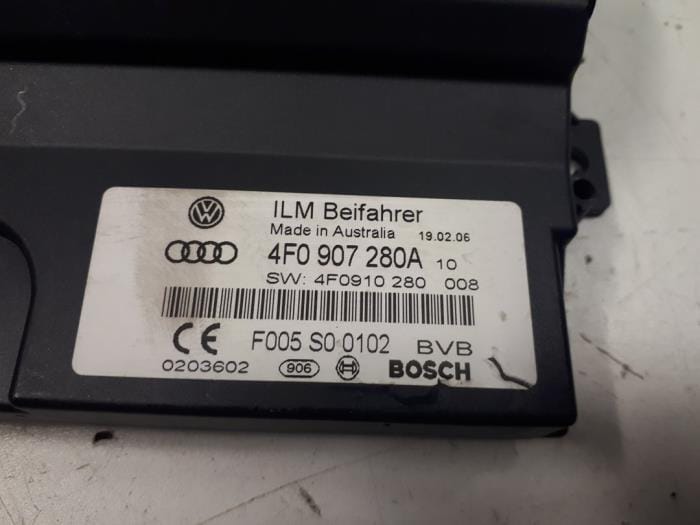 ILM Beifahrer
Made in Australia 19.02.06
4F0 907 280A 10
SW: 4F0910 280 008
F005 S0 0102 BVB
CE
0203602 906 BOSCH